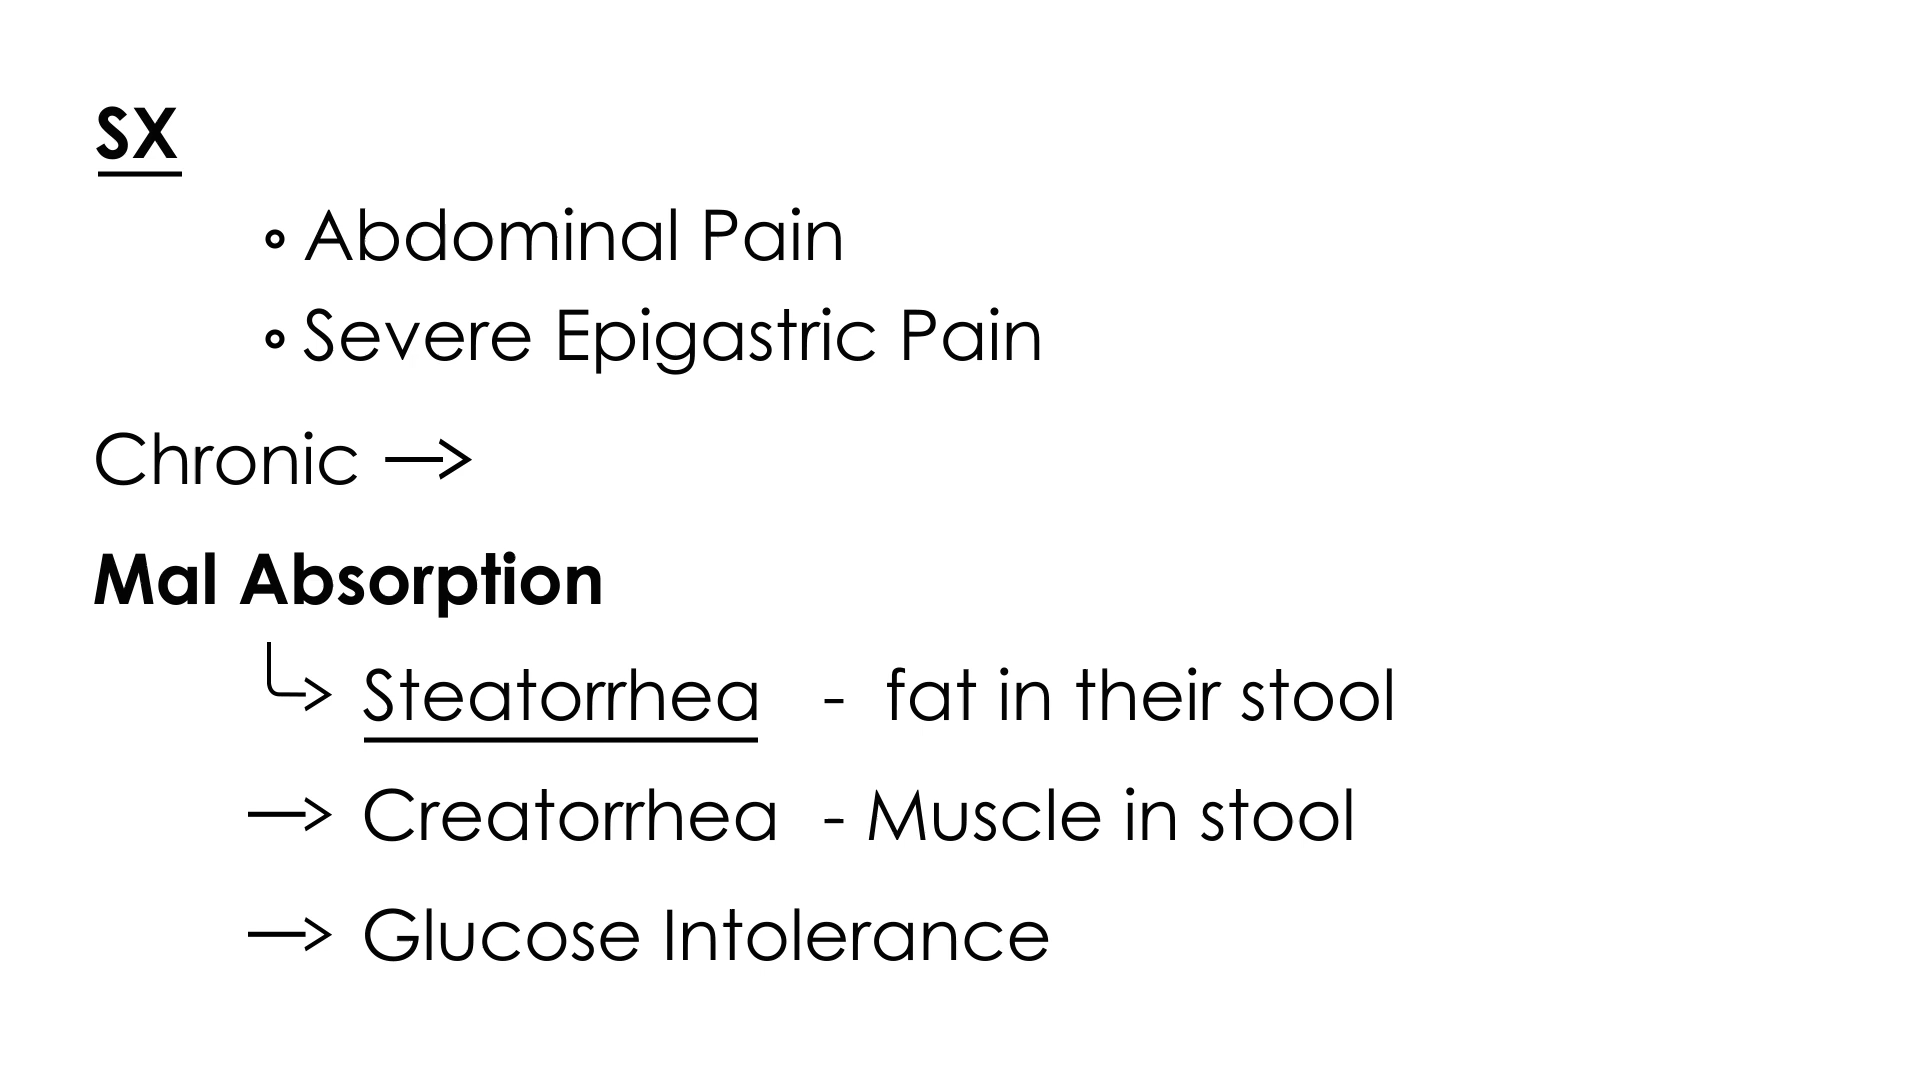 SX
∘ Abdominal Pain
∘ Severe Epigastric Pain
Chronic →
Mal Absorption
↳ Steatorrhea - fat in their stool
→ Creatorrhea - Muscle in stool
→ Glucose Intolerance